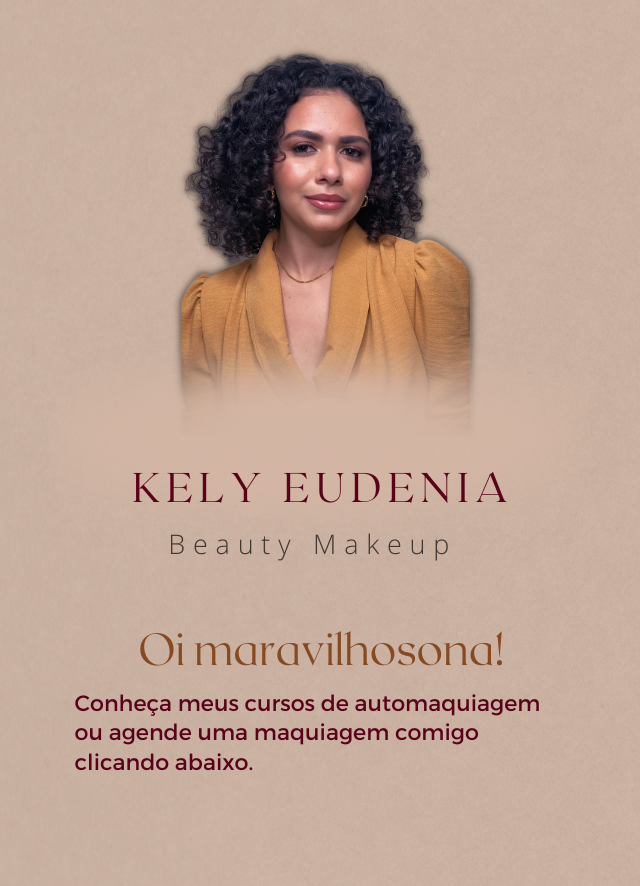 KELY EUDENIA
Beauty Makeup
Oi maravilhosona!
Conheça meus cursos de automaquiagem
ou agende uma maquiagem comigo
clicando abaixo.